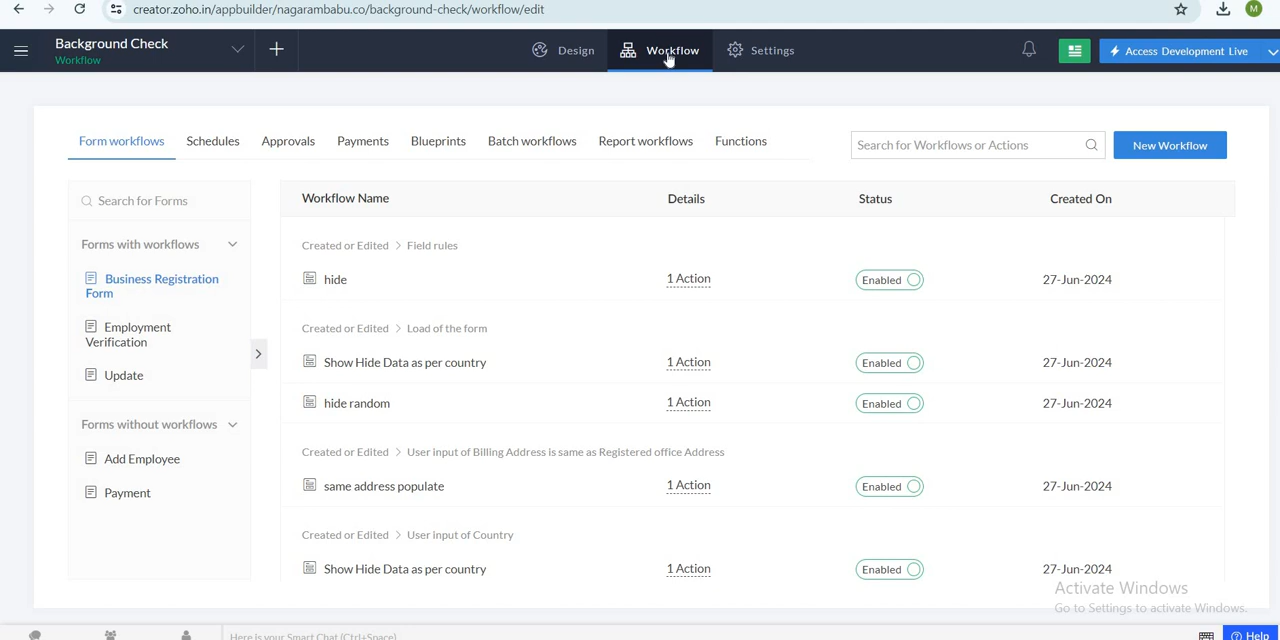 creator.zoho.in/appbuilder/nagarambabu.co/background-check/workflow/edit
M
Background Check
Workflow
Design
Workflow
Settings
Access Development Live
Form workflows
Schedules
Approvals
Payments
Blueprints
Batch workflows
Report workflows
Functions
Search for Workflows or Actions
New Workflow
Search for Forms
Forms with workflows
Business Registration
Form
Employment
Verification
Update
Forms without workflows
Add Employee
Payment
Workflow Name
Details
Status
Created On
Created or Edited > Field rules
hide
1 Action
Enabled
27-Jun-2024
Created or Edited > Load of the form
Show Hide Data as per country
1 Action
Enabled
27-Jun-2024
hide random
1 Action
Enabled
27-Jun-2024
Created or Edited > User input of Billing Address is same as Registered office Address
same address populate
1 Action
Enabled
27-Jun-2024
Created or Edited > User input of Country
Show Hide Data as per country
1 Action
Enabled
27-Jun-2024
Activate Windows
Go to Settings to activate Windows.
Here is your Smart Chat (Ctrl+Space)
Help